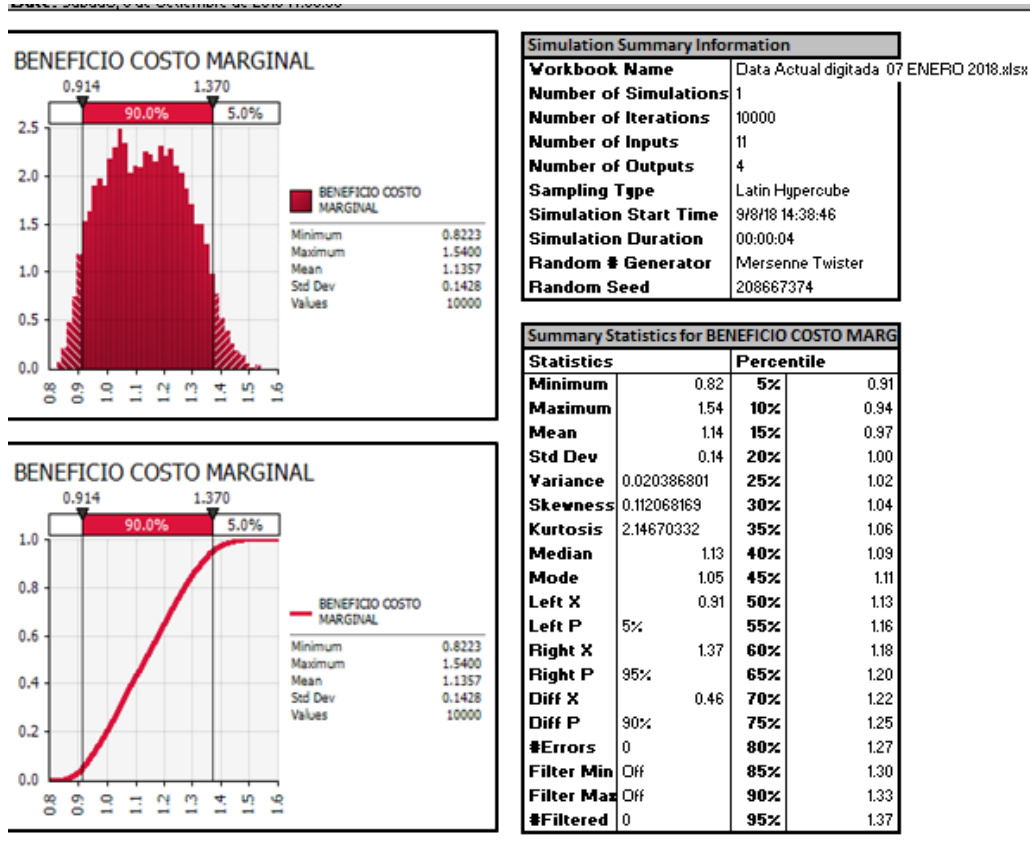 BENEFICIO COSTO MARGINAL
0.914 1.370
90.0% 5.0%
2.5
2.0
1.5
1.0
0.5
0.0
0.8 0.9 1.0 1.1 1.2 1.3 1.4 1.5 1.6
BENEFICIO COSTO
MARGINAL
Minimum 0.8223
Maximum 1.5400
Mean 1.1357
Std Dev 0.1428
Values 10000
BENEFICIO COSTO MARGINAL
0.914 1.370
90.0% 5.0%
1.0
0.8
0.6
0.4
0.2
0.0
0.8 0.9 1.0 1.1 1.2 1.3 1.4 1.5 1.6
BENEFICIO COSTO
MARGINAL
Minimum 0.8223
Maximum 1.5400
Mean 1.1357
Std Dev 0.1428
Values 10000
Simulation Summary Information
Workbook Name Data Actual digitada 07 ENERO 2018.xlsx
Number of Simulations 1
Number of Iterations 10000
Number of Inputs 11
Number of Outputs 4
Sampling Type Latin Hypercube
Simulation Start Time 9/8/18 14:38:46
Simulation Duration 00:00:04
Random # Generator Mersenne Twister
Random Seed 208667374
Summary Statistics for BENEFICIO COSTO MARG
Statistics Percentile
Minimum 0.82 5% 0.91
Maximum 1.54 10% 0.94
Mean 1.14 15% 0.97
Std Dev 0.14 20% 1.00
Variance 0.020386801 25% 1.02
Skewness 0.112068169 30% 1.04
Kurtosis 2.14670332 35% 1.06
Median 1.13 40% 1.09
Mode 1.05 45% 1.11
Left X 0.91 50% 1.13
Left P 5% 55% 1.16
Right X 1.37 60% 1.18
Right P 95% 65% 1.20
Diff X 0.46 70% 1.22
Diff P 90% 75% 1.25
#Errors 0 80% 1.27
Filter Min Off 85% 1.30
Filter Max Off 90% 1.33
#Filtered 0 95% 1.37